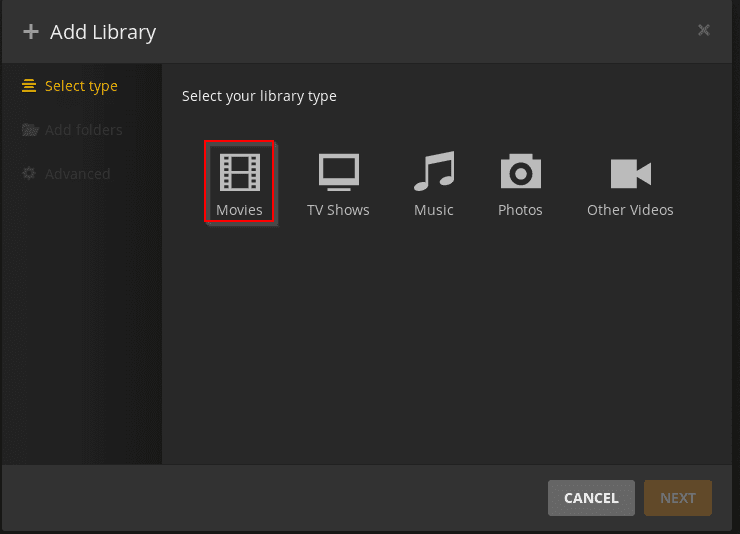 Add Library
Select type
Add folders
Advanced
Select your library type
Movies
TV Shows
Music
Photos
Other Videos
CANCEL
NEXT